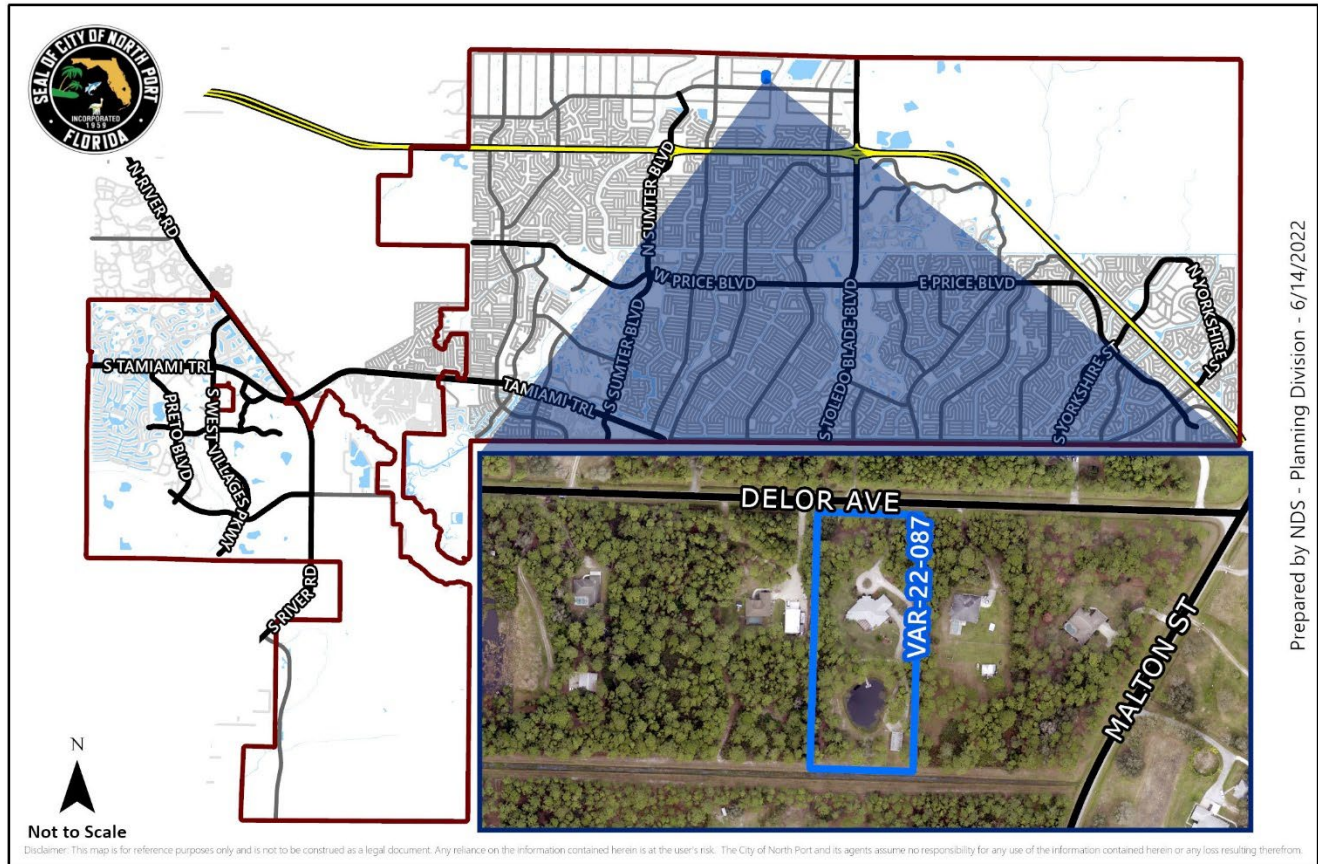 SEAL OF CITY OF NORTH PORT
INCORPORATED
1959
FLORIDA
N RIVER RD
N SUMTER BLVD
W PRICE BLVD
E PRICE BLVD
N YORKSHIRE ST
S TAMIAMI TRL
PRETO BLVD
S WEST VILLAGES PKWY
TAMIAMI TRL
S SUMTER BLVD
S TOLEDO BLADE BLVD
S YORKSHIRE ST
S RIVER RD
DELOR AVE
VAR-22-087
MALTON ST
Prepared by NDS - Planning Division - 6/14/2022
N
Not to Scale
Disclaimer: This map is for reference purposes only and is not to be construed as a legal document. Any reliance on the information contained herein is at the user's risk. The City of North Port and its agents assume no responsibility for any use of the information contained herein or any loss resulting therefrom.